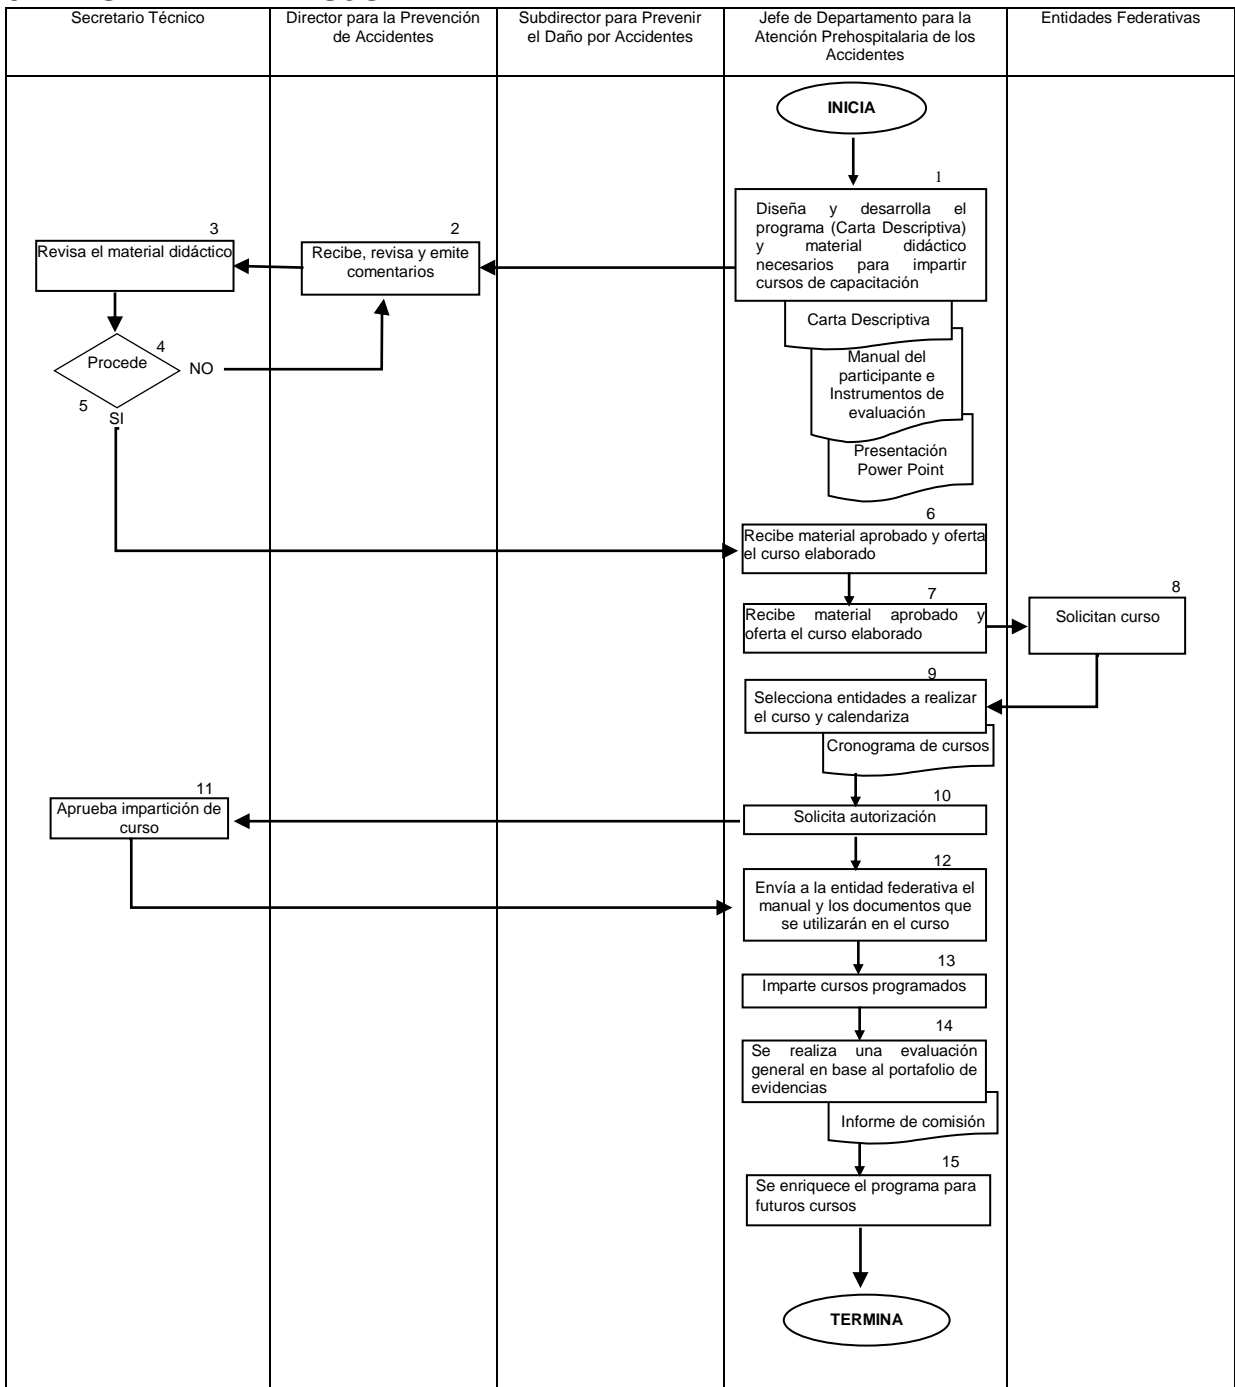 Secretario Técnico
Director para la Prevención
de Accidentes
Subdirector para Prevenir
el Daño por Accidentes
Jefe de Departamento para la
Atención Prehospitalaria de los
Accidentes
Entidades Federativas
INICIA
1
Diseña y desarrolla el
programa (Carta Descriptiva)
y material didáctico
necesarios para impartir
cursos de capacitación
2
Recibe, revisa y emite
comentarios
3
Revisa el material didáctico
Carta Descriptiva
Manual del
participante e
Instrumentos de
evaluación
Presentación
Power Point
4
Procede
NO
5
SI
6
Recibe material aprobado y oferta
el curso elaborado
7
Recibe material aprobado y
oferta el curso elaborado
8
Solicitan curso
9
Selecciona entidades a realizar
el curso y calendariza
Cronograma de cursos
10
Solicita autorización
11
Aprueba impartición de
curso
12
Envía a la entidad federativa el
manual y los documentos que
se utilizarán en el curso
13
Imparte cursos programados
14
Se realiza una evaluación
general en base al portafolio de
evidencias
Informe de comisión
15
Se enriquece el programa para
futuros cursos
TERMINA